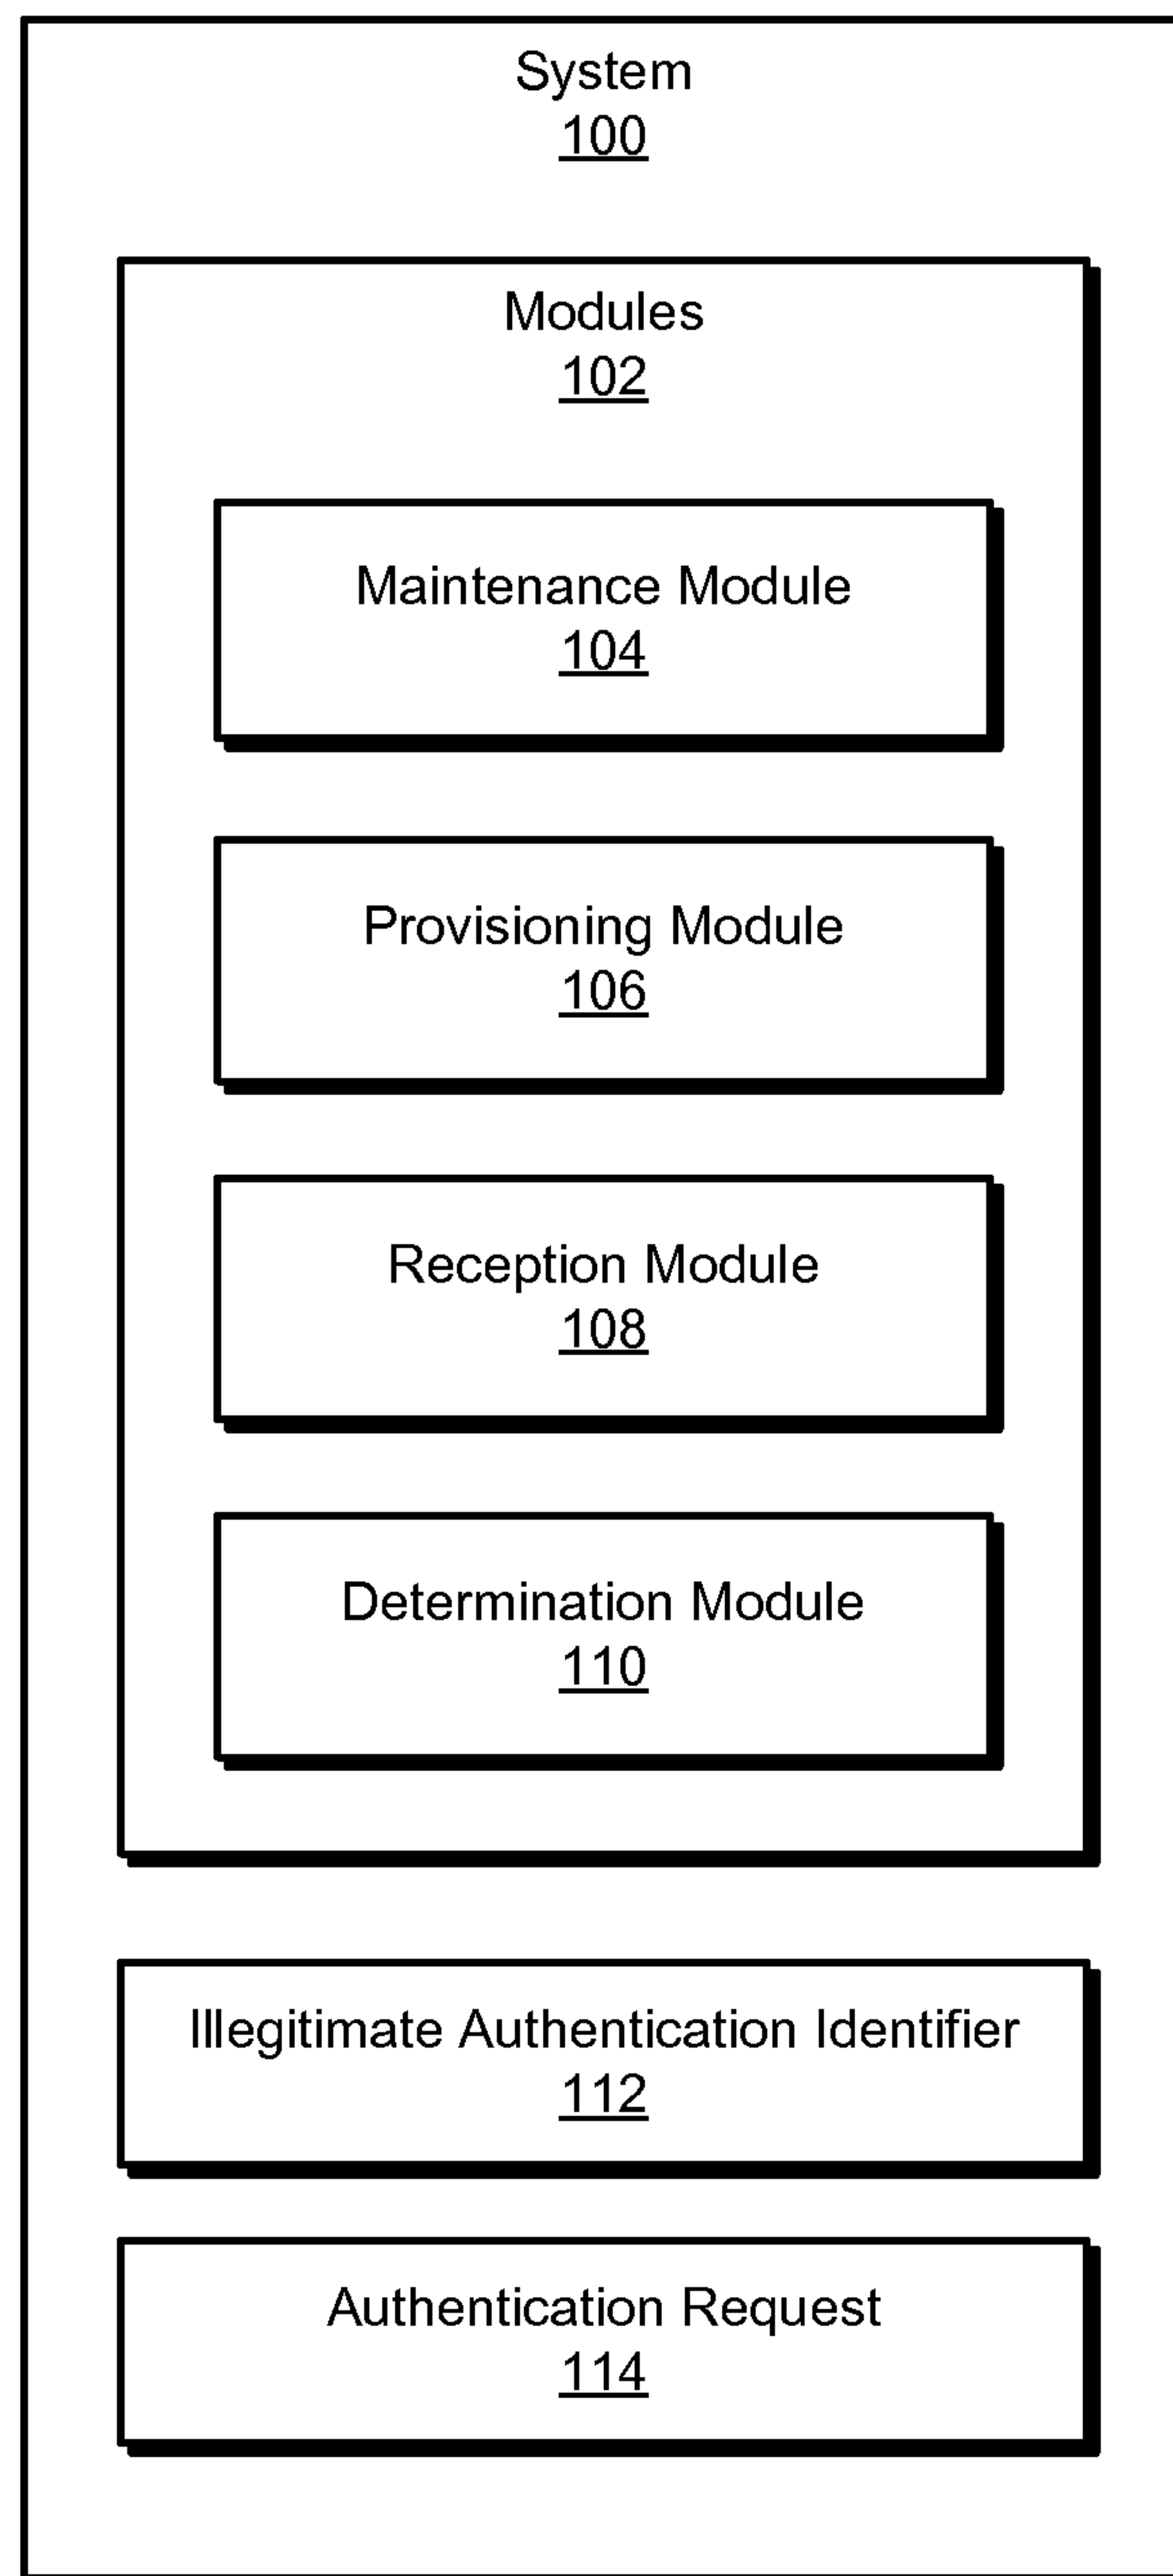 System
100
Modules
102
Maintenance Module
104
Provisioning Module
106
Reception Module
108
Determination Module
110
Illegitimate Authentication Identifier
112
Authentication Request
114